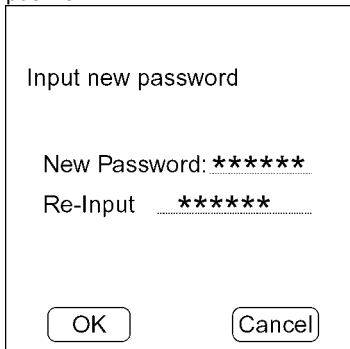 Input new password
New Password: ******
Re-Input ******
OK Cancel